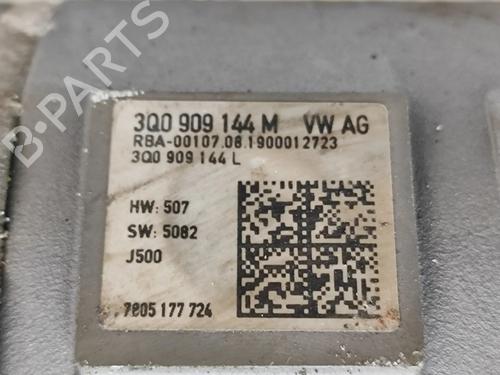 3Q0 909 144 M VW AG
RBA-00107.08.1900012723
3Q0 909 144 L
HW: 507
SW: 5082
J500
7805 177 724
B-PARTS